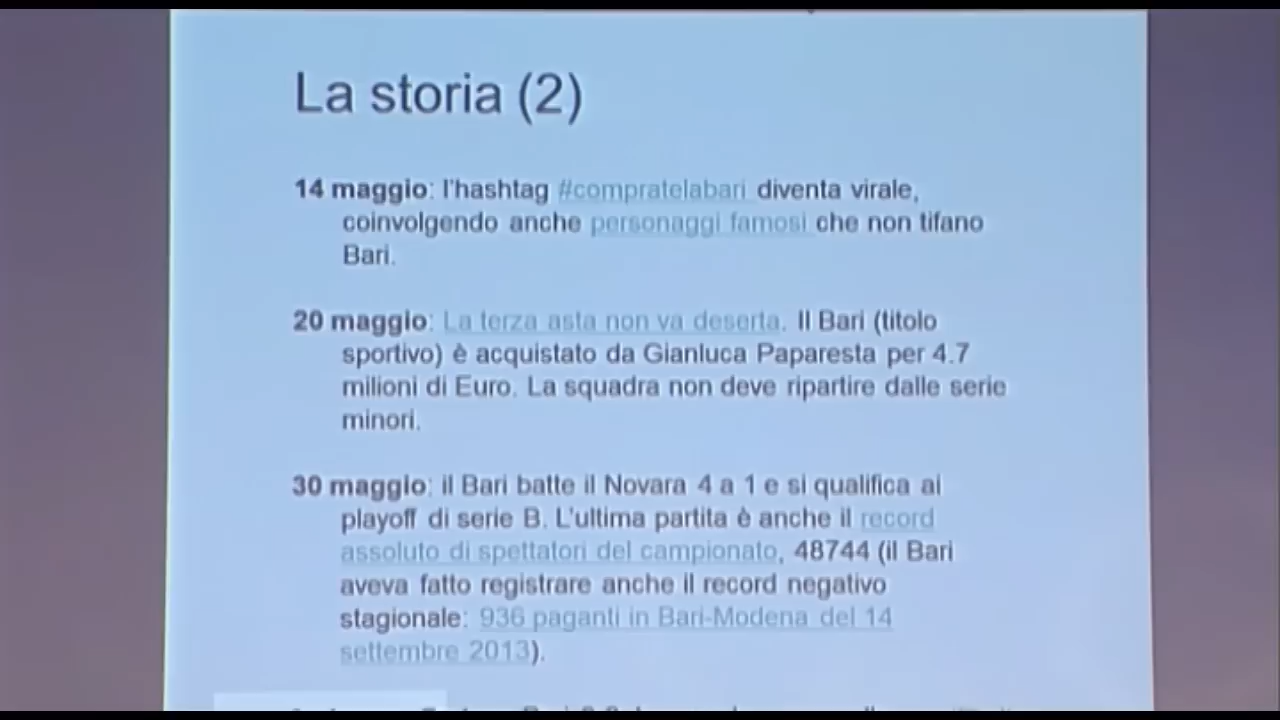 La storia (2)
14 maggio: l'hashtag #compratelabari diventa virale,
coinvolgendo anche personaggi famosi che non tifano
Bari.
20 maggio: La terza asta non va deserta. Il Bari (titolo
sportivo) è acquistato da Gianluca Paparesta per 4.7
milioni di Euro. La squadra non deve ripartire dalle serie
minori.
30 maggio: il Bari batte il Novara 4 a 1 e si qualifica ai
playoff di serie B. L'ultima partita è anche il record
assoluto di spettatori del campionato, 48744 (il Bari
aveva fatto registrare anche il record negativo
stagionale: 936 paganti in Bari-Modena del 14
settembre 2013).